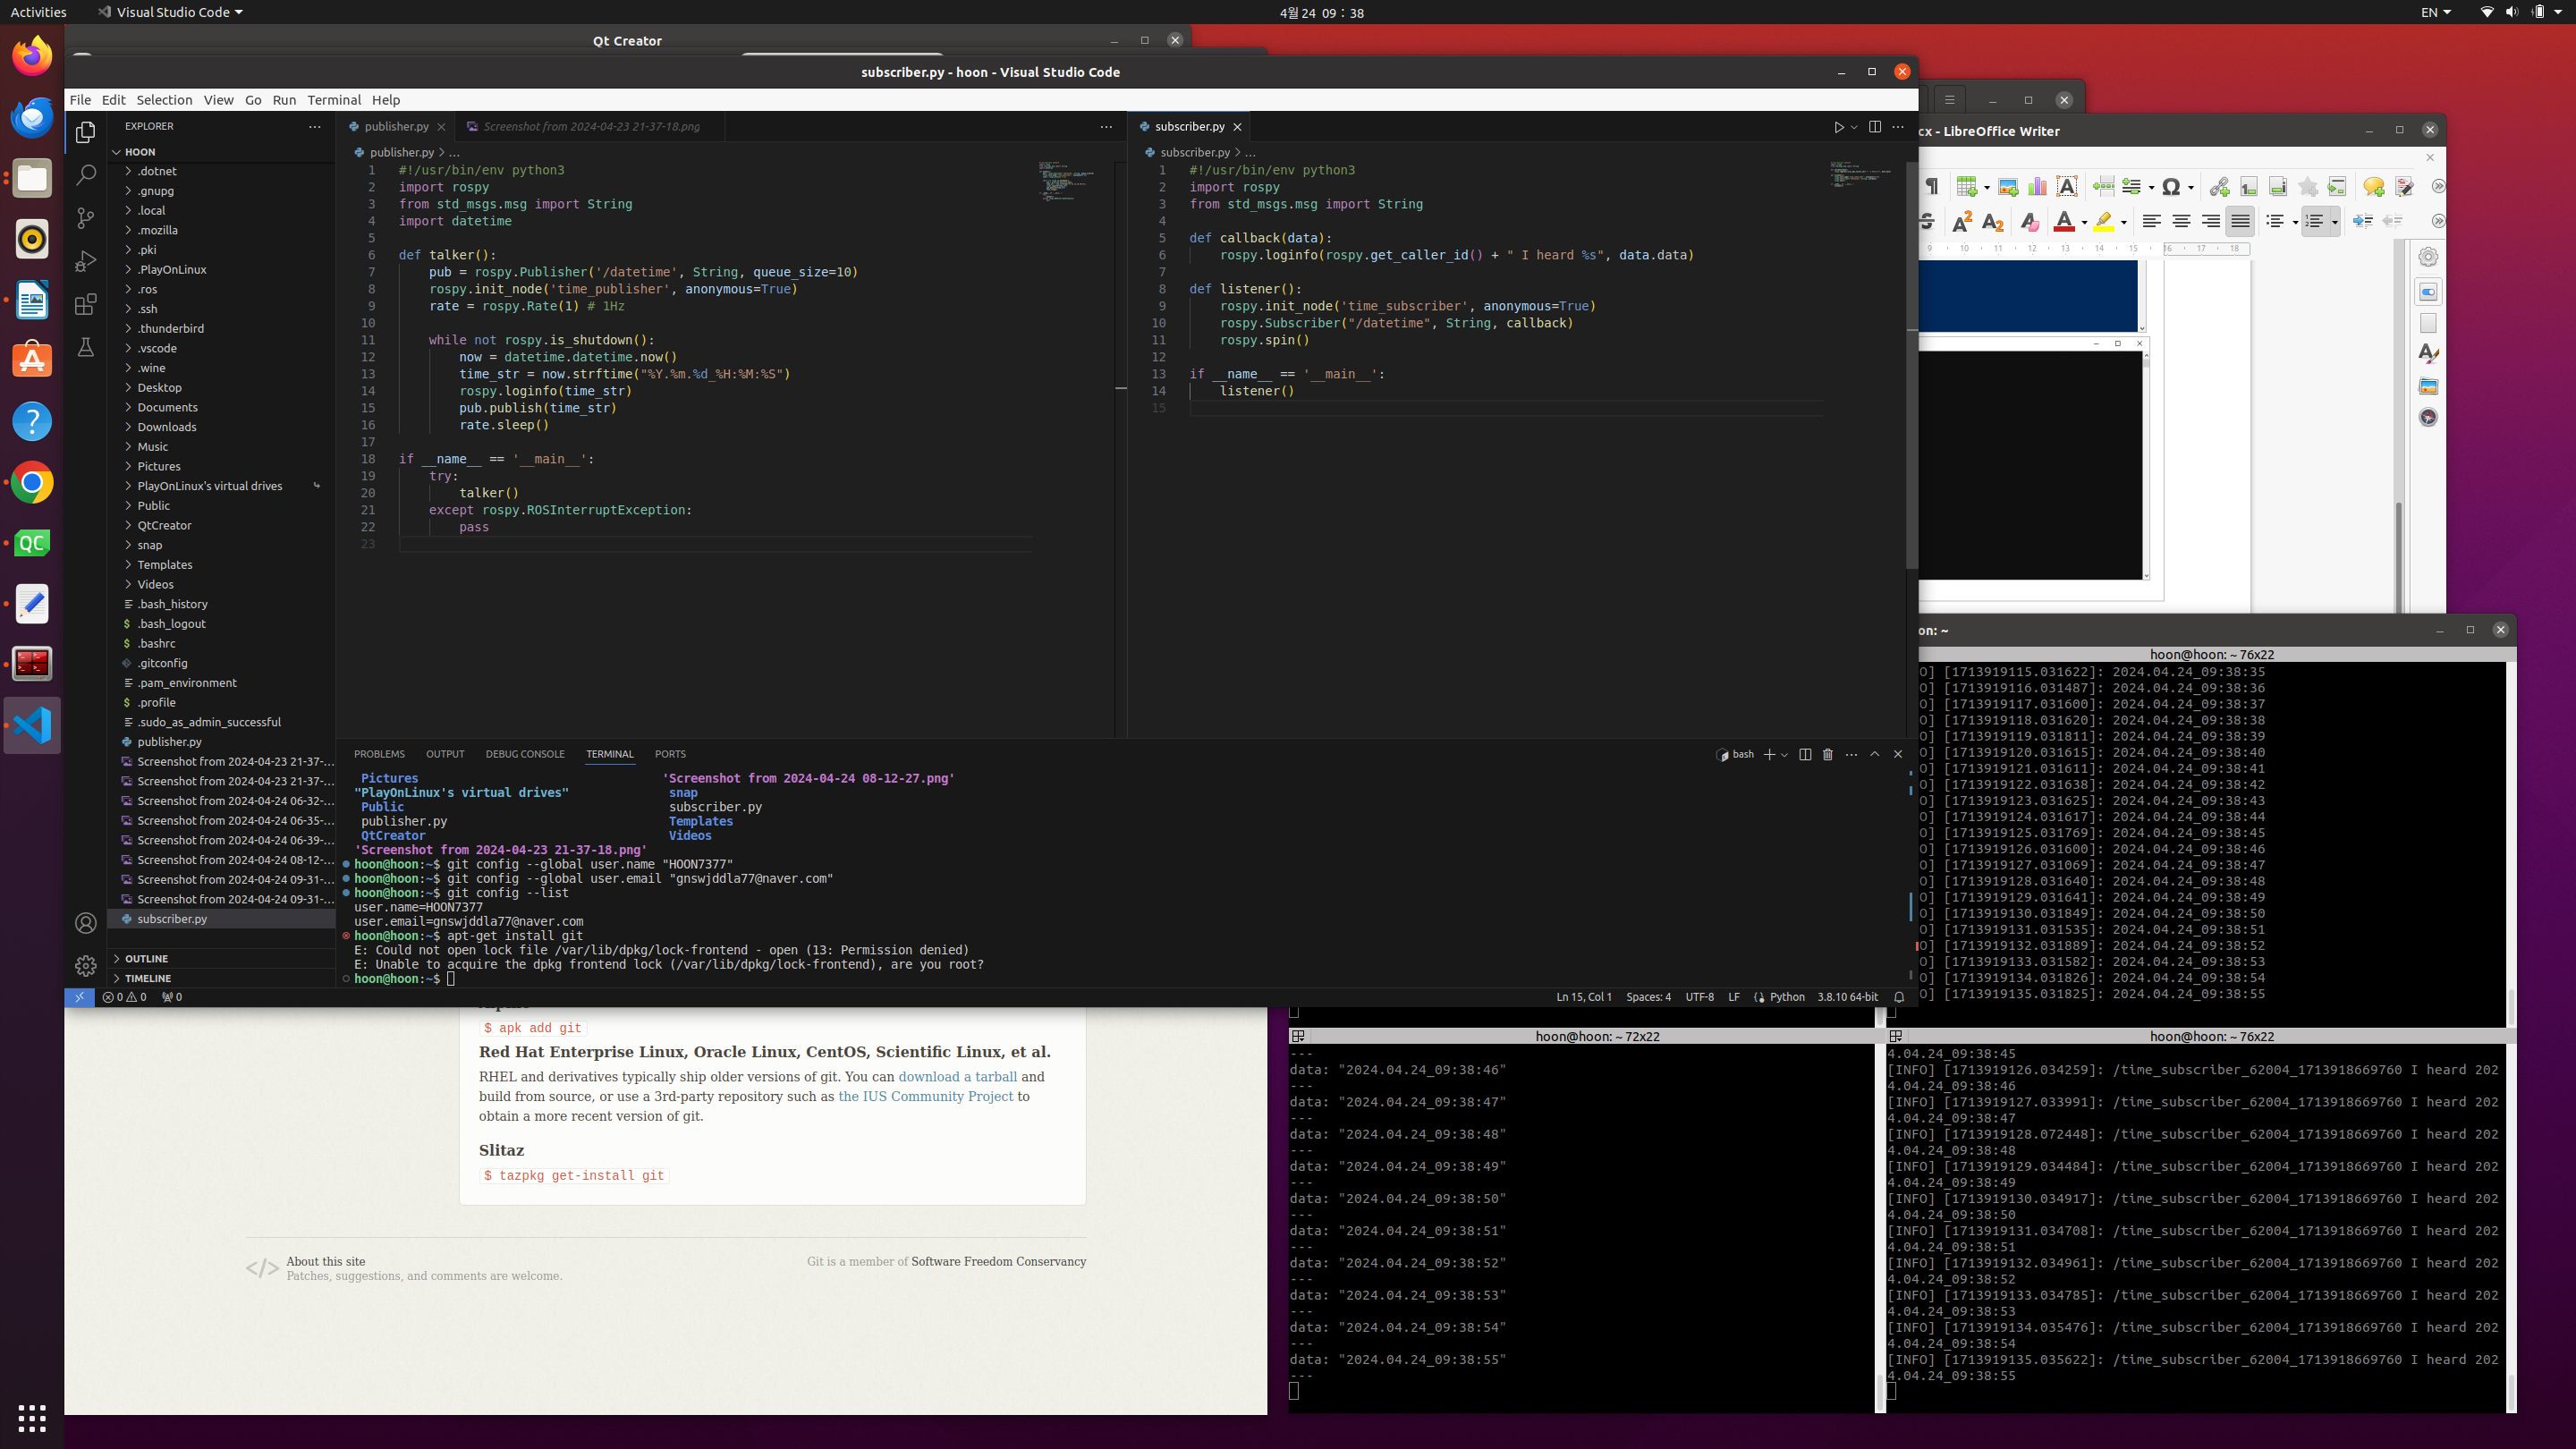 Activities
Visual Studio Code
4월 24 09 : 38
EN
Qt Creator
subscriber.py - hoon - Visual Studio Code
File Edit Selection View Go Run Terminal Help
EXPLORER
HOON
.dotnet
.gnupg
.local
.mozilla
.pki
.PlayOnLinux
.ros
.ssh
.thunderbird
.vscode
.wine
Desktop
Documents
Downloads
Music
Pictures
PlayOnLinux's virtual drives
Public
QtCreator
snap
Templates
Videos
.bash_history
.bash_logout
.bashrc
.gitconfig
.pam_environment
.profile
.sudo_as_admin_successful
publisher.py
Screenshot from 2024-04-23 21-37-...
Screenshot from 2024-04-23 21-37-...
Screenshot from 2024-04-24 06-32-...
Screenshot from 2024-04-24 06-35-...
Screenshot from 2024-04-24 06-39-...
Screenshot from 2024-04-24 08-12-...
Screenshot from 2024-04-24 09-31-...
Screenshot from 2024-04-24 09-31-...
subscriber.py
OUTLINE
TIMELINE
publisher.py
Screenshot from 2024-04-23 21-37-18.png
publisher.py > ...
1 #!/usr/bin/env python3
2 import rospy
3 from std_msgs.msg import String
4 import datetime
5
6 def talker():
7 pub = rospy.Publisher('/datetime', String, queue_size=10)
8 rospy.init_node('time_publisher', anonymous=True)
9 rate = rospy.Rate(1) # 1Hz
10
11 while not rospy.is_shutdown():
12 now = datetime.datetime.now()
13 time_str = now.strftime("%Y.%m.%d_%H:%M:%S")
14 rospy.loginfo(time_str)
15 pub.publish(time_str)
16 rate.sleep()
17
18 if __name__ == '__main__':
19 try:
20 talker()
21 except rospy.ROSInterruptException:
22 pass
23
subscriber.py
subscriber.py > ...
1 #!/usr/bin/env python3
2 import rospy
3 from std_msgs.msg import String
4
5 def callback(data):
6 rospy.loginfo(rospy.get_caller_id() + " I heard %s", data.data)
7
8 def listener():
9 rospy.init_node('time_subscriber', anonymous=True)
10 rospy.Subscriber("/datetime", String, callback)
11 rospy.spin()
12
13 if __name__ == '__main__':
14 listener()
15
PROBLEMS OUTPUT DEBUG CONSOLE TERMINAL PORTS
bash
Pictures 'Screenshot from 2024-04-24 08-12-27.png'
"PlayOnLinux's virtual drives" snap
Public subscriber.py
publisher.py Templates
QtCreator Videos
'Screenshot from 2024-04-23 21-37-18.png'
hoon@hoon:~$ git config --global user.name "HOON7377"
hoon@hoon:~$ git config --global user.email "gnswjddla77@naver.com"
hoon@hoon:~$ git config --list
user.name=HOON7377
user.email=gnswjddla77@naver.com
hoon@hoon:~$ apt-get install git
E: Could not open lock file /var/lib/dpkg/lock-frontend - open (13: Permission denied)
E: Unable to acquire the dpkg frontend lock (/var/lib/dpkg/lock-frontend), are you root?
hoon@hoon:~$
0 0 0
Ln 15, Col 1 Spaces: 4 UTF-8 LF Python 3.8.10 64-bit
cx - LibreOffice Writer
9 10 11 12 13 14 15 16 17 18
on: ~
hoon@hoon: ~ 76x22
O] [1713919115.031622]: 2024.04.24_09:38:35
O] [1713919116.031487]: 2024.04.24_09:38:36
O] [1713919117.031600]: 2024.04.24_09:38:37
O] [1713919118.031620]: 2024.04.24_09:38:38
O] [1713919119.031811]: 2024.04.24_09:38:39
O] [1713919120.031615]: 2024.04.24_09:38:40
O] [1713919121.031611]: 2024.04.24_09:38:41
O] [1713919122.031638]: 2024.04.24_09:38:42
O] [1713919123.031625]: 2024.04.24_09:38:43
O] [1713919124.031617]: 2024.04.24_09:38:44
O] [1713919125.031769]: 2024.04.24_09:38:45
O] [1713919126.031600]: 2024.04.24_09:38:46
O] [1713919127.031069]: 2024.04.24_09:38:47
O] [1713919128.031640]: 2024.04.24_09:38:48
O] [1713919129.031641]: 2024.04.24_09:38:49
O] [1713919130.031849]: 2024.04.24_09:38:50
O] [1713919131.031535]: 2024.04.24_09:38:51
O] [1713919132.031889]: 2024.04.24_09:38:52
O] [1713919133.031582]: 2024.04.24_09:38:53
O] [1713919134.031826]: 2024.04.24_09:38:54
O] [1713919135.031825]: 2024.04.24_09:38:55
$ apk add git
Red Hat Enterprise Linux, Oracle Linux, CentOS, Scientific Linux, et al.
RHEL and derivatives typically ship older versions of git. You can download a tarball and
build from source, or use a 3rd-party repository such as the IUS Community Project to
obtain a more recent version of git.
Slitaz
$ tazpkg get-install git
</> About this site
Patches, suggestions, and comments are welcome.
Git is a member of Software Freedom Conservancy
hoon@hoon: ~ 72x22
---
data: "2024.04.24_09:38:46"
---
data: "2024.04.24_09:38:47"
---
data: "2024.04.24_09:38:48"
---
data: "2024.04.24_09:38:49"
---
data: "2024.04.24_09:38:50"
---
data: "2024.04.24_09:38:51"
---
data: "2024.04.24_09:38:52"
---
data: "2024.04.24_09:38:53"
---
data: "2024.04.24_09:38:54"
---
data: "2024.04.24_09:38:55"
---
hoon@hoon: ~ 76x22
4.04.24_09:38:45
[INFO] [1713919126.034259]: /time_subscriber_62004_1713918669760 I heard 202
4.04.24_09:38:46
[INFO] [1713919127.033991]: /time_subscriber_62004_1713918669760 I heard 202
4.04.24_09:38:47
[INFO] [1713919128.072448]: /time_subscriber_62004_1713918669760 I heard 202
4.04.24_09:38:48
[INFO] [1713919129.034484]: /time_subscriber_62004_1713918669760 I heard 202
4.04.24_09:38:49
[INFO] [1713919130.034917]: /time_subscriber_62004_1713918669760 I heard 202
4.04.24_09:38:50
[INFO] [1713919131.034708]: /time_subscriber_62004_1713918669760 I heard 202
4.04.24_09:38:51
[INFO] [1713919132.034961]: /time_subscriber_62004_1713918669760 I heard 202
4.04.24_09:38:52
[INFO] [1713919133.034785]: /time_subscriber_62004_1713918669760 I heard 202
4.04.24_09:38:53
[INFO] [1713919134.035476]: /time_subscriber_62004_1713918669760 I heard 202
4.04.24_09:38:54
[INFO] [1713919135.035622]: /time_subscriber_62004_1713918669760 I heard 202
4.04.24_09:38:55